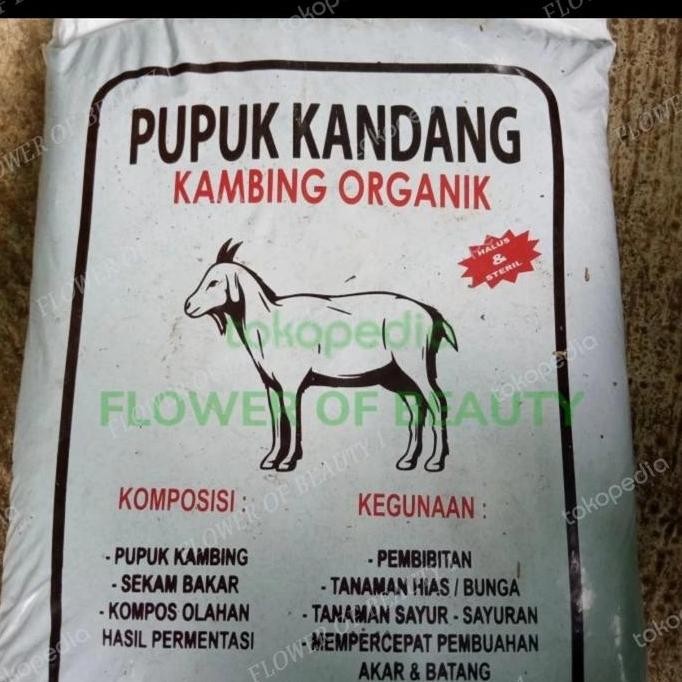 PUPUK KANDANG
KAMBING ORGANIK
HALUS
&
STERIL
tokopedia
FLOWER OF BEAUTY
KOMPOSISI :
- PUPUK KAMBING
- SEKAM BAKAR
- KOMPOS OLAHAN
HASIL PERMENTASI
KEGUNAAN :
- PEMBIBITAN
- TANAMAN HIAS / BUNGA
- TANAMAN SAYUR - SAYURAN
MEMPERCEPAT PEMBUAHAN
AKAR & BATANG